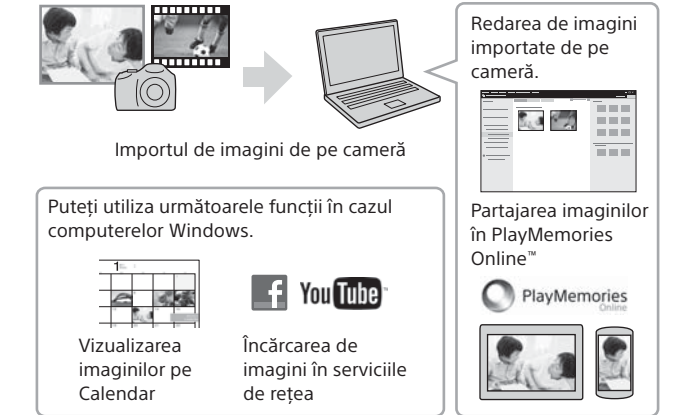 Importul de imagini de pe cameră
Redarea de imagini
importate de pe
cameră.
Partajarea imaginilor
în PlayMemories
Online™
PlayMemories
Online
Puteți utiliza următoarele funcții în cazul
computerelor Windows.
1
Vizualizarea
imaginilor pe
Calendar
f
YouTube
Încărcarea de
imagini în serviciile
de rețea